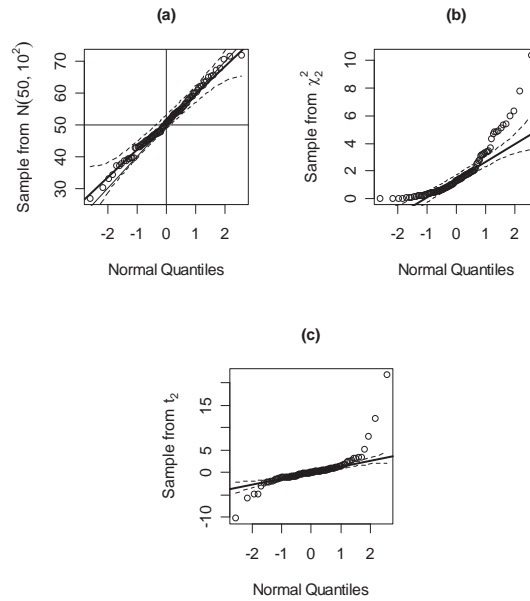 (a)
Sample from N(50, 10²)
30 40 50 60 70
-2 -1 0 1 2
Normal Quantiles
(b)
Sample from χ²₂
0 2 4 6 8 10
-2 -1 0 1 2
Normal Quantiles
(c)
Sample from t₂
-10 0 5 15
-2 -1 0 1 2
Normal Quantiles